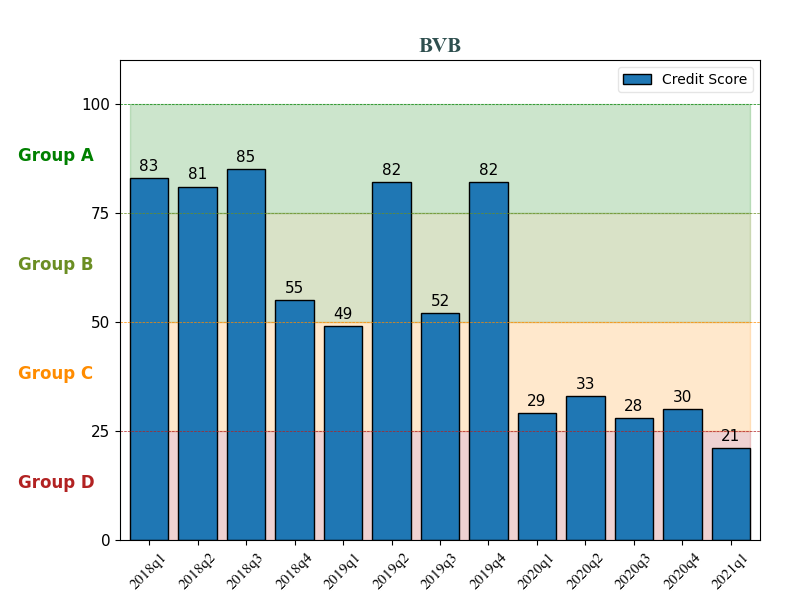 BVB
Credit Score
100
75
50
25
0
Group A
Group B
Group C
Group D
83
81
85
55
49
82
52
82
29
33
28
30
21
2018q1
2018q2
2018q3
2018q4
2019q1
2019q2
2019q3
2019q4
2020q1
2020q2
2020q3
2020q4
2021q1